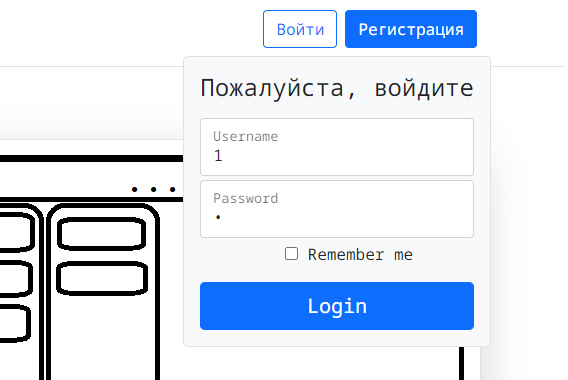 Войти Регистрация
Пожалуйста, войдите
Username
1
Password
•
Remember me
Login